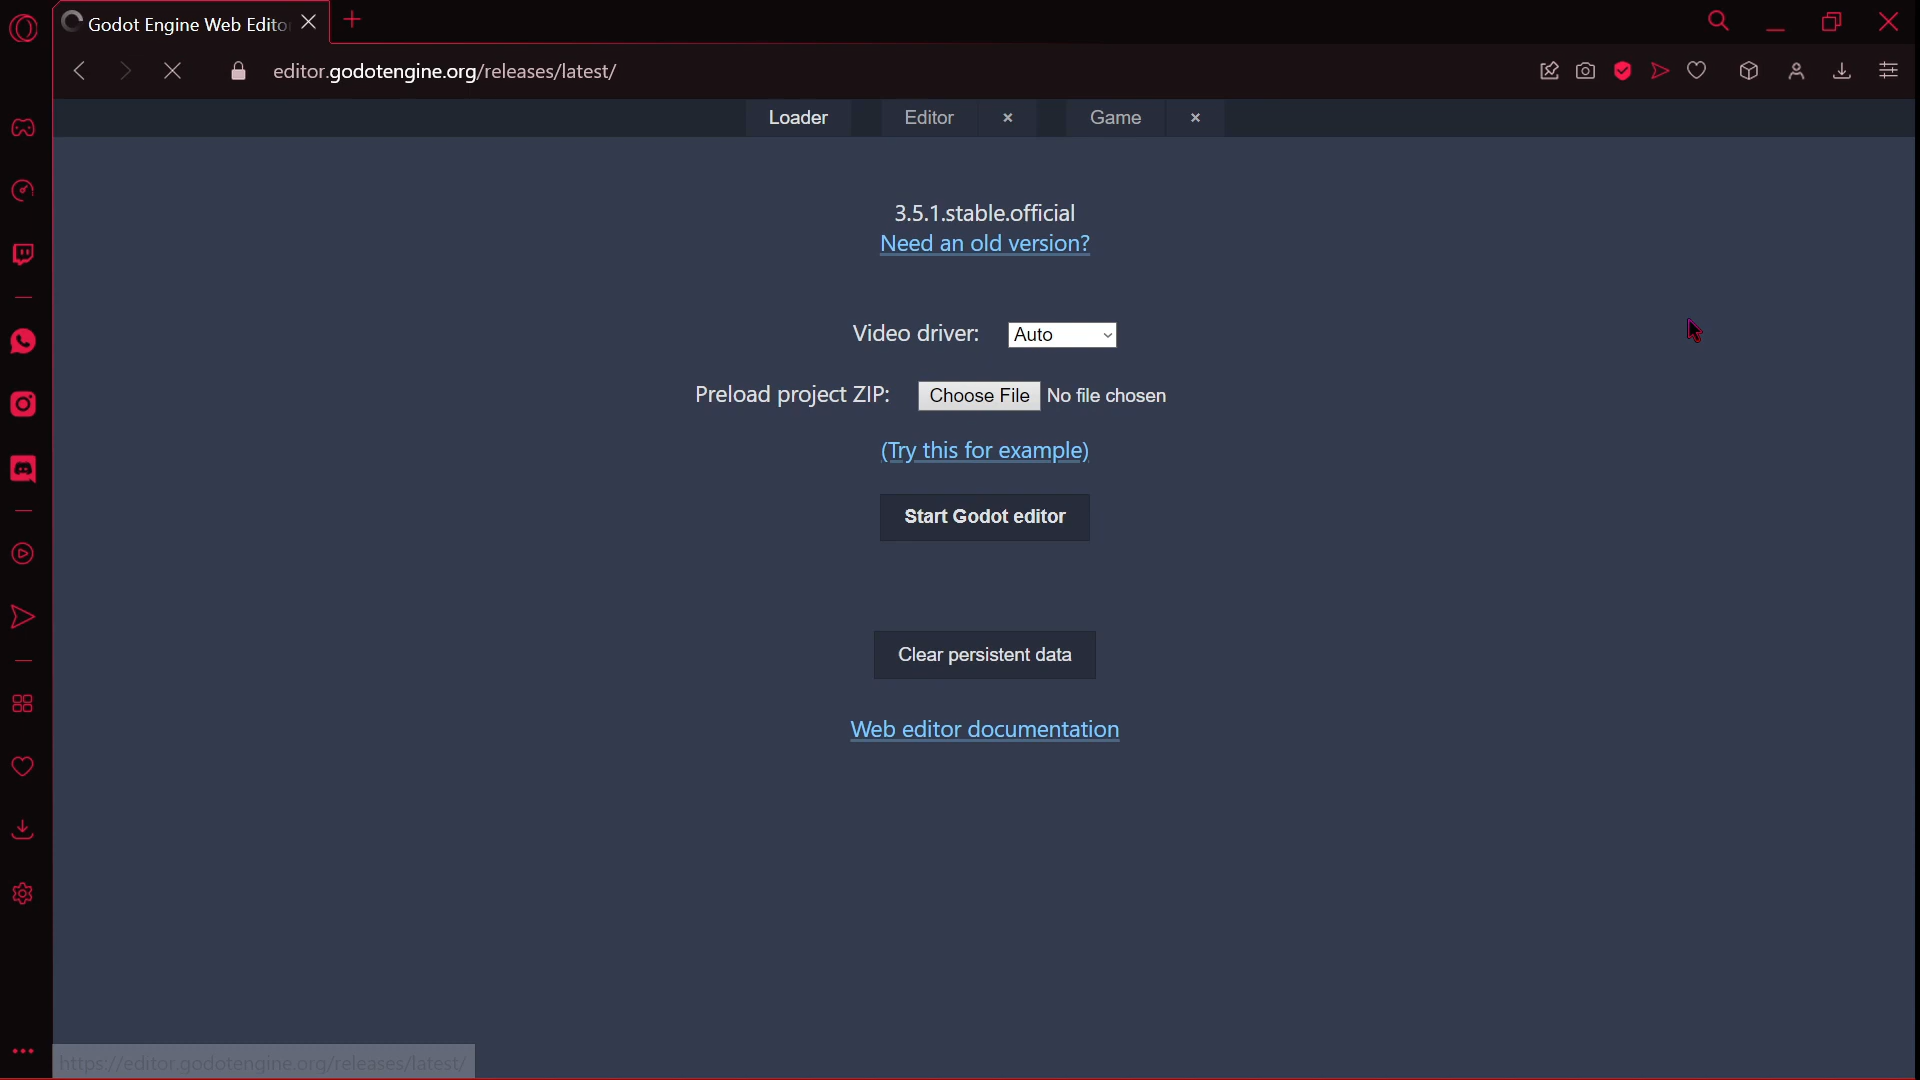 Godot Engine Web Edito
editor.godotengine.org/releases/latest/
Loader
Editor
×
Game
×
3.5.1.stable.official
Need an old version?
Video driver:
Auto
Preload project ZIP:
Choose File
No file chosen
(Try this for example)
Start Godot editor
Clear persistent data
Web editor documentation
https://editor.godotengine.org/releases/latest/